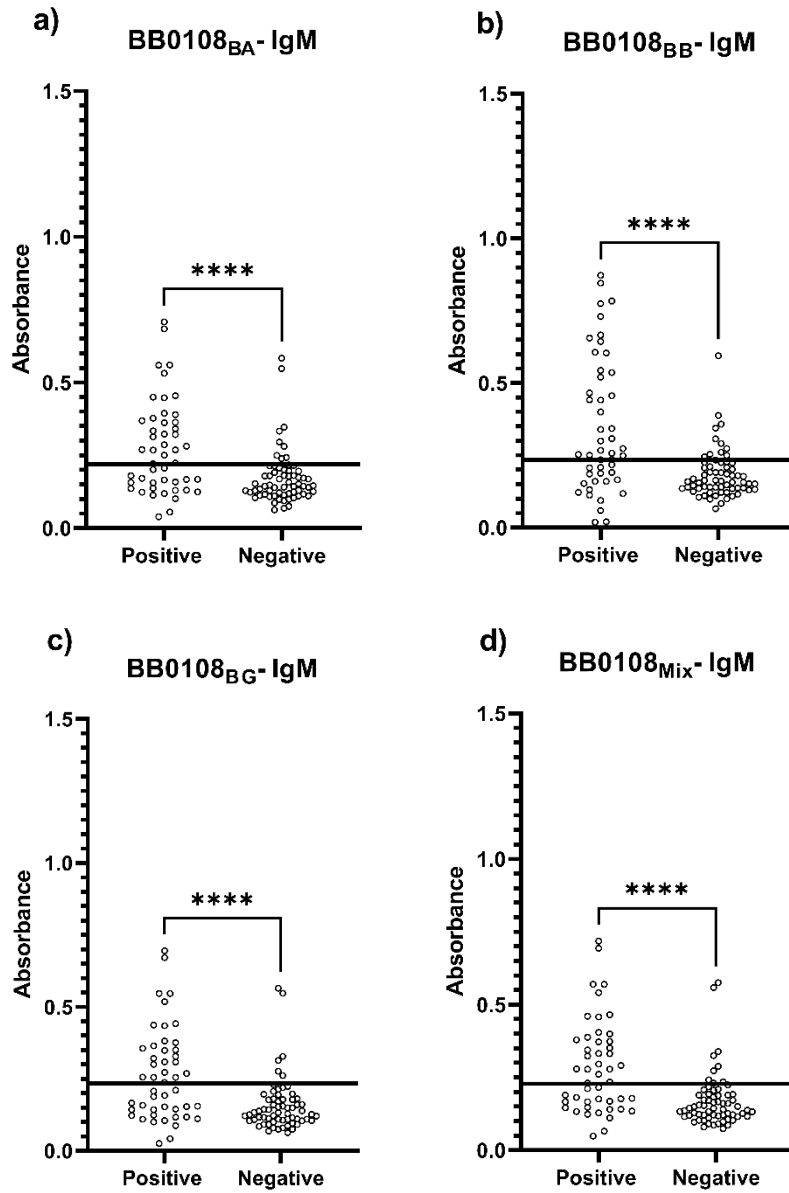 a)
BB0108BA- IgM
Absorbance
1.5
1.0
0.5
0.0
****
Positive
Negative
b)
BB0108BB- IgM
Absorbance
1.5
1.0
0.5
0.0
****
Positive
Negative
c)
BB0108BG- IgM
Absorbance
1.5
1.0
0.5
0.0
****
Positive
Negative
d)
BB0108Mix- IgM
Absorbance
1.5
1.0
0.5
0.0
****
Positive
Negative